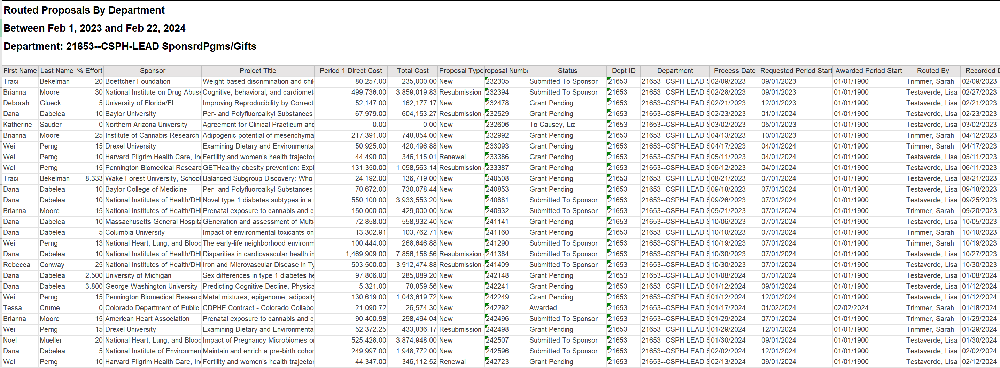 Routed Proposals By Department
Between Feb 1, 2023 and Feb 22, 2024
Department: 21653--CSPH-LEAD SponsrdPgms/Gifts
First Name Last Name % Effort Sponsor Project Title Period 1 Direct Cost Total Cost Proposal Type roposal Numbe Status Dept ID Department Process Date Requested Period Start Awarded Period Start Routed By Recorded D
Traci Bekelman 20 Boettcher Foundation Weight-based discrimination and chil 80,257.00 235,000.00 New 232305 Submitted To Sponsor 21653 21653--CSPH-LEAD S 02/09/2023 09/01/2023 01/01/1900 Trimmer, Sarah 02/09/2023
Brianna Moore 30 National Institute on Drug Abuse Cognitive, behavioral, and cardiomet 499,736.00 3,859,019.83 Resubmission - 232394 Submitted To Sponsor 21653 21653--CSPH-LEAD S 02/28/2023 09/01/2023 01/01/1900 Testaverde, Lisa 02/27/2023
Deborah Glueck 5 University of Florida/FL Improving Reproducibility by Correct 52,147.00 162,177.17 New 232478 Grant Pending 21653 21653--CSPH-LEAD S 02/21/2023 12/01/2023 01/01/1900 Testaverde, Lisa 02/21/2023
Dana Dabelea 10 Baylor University Per- and Polyfluoroalkyl Substances 67,979.00 604,153.27 Resubmission - 232529 Grant Pending 21653 21653--CSPH-LEAD S 02/23/2023 01/01/2024 01/01/1900 Testaverde, Lisa 02/23/2023
Katherine Sauder 0 Northern Arizona University Agreement for Clinical Practicum and 0.00 0.00 New 232606 To Causey, Liz 21653 21653--CSPH-LEAD S 03/02/2023 05/01/2023 01/01/1900 Testaverde, Lisa 03/02/2023
Brianna Moore 25 Institute of Cannabis Research Adipogenic potential of mesenchyma 217,391.00 748,854.00 New 232992 Grant Pending 21653 21653--CSPH-LEAD S 04/13/2023 10/01/2023 01/01/1900 Trimmer, Sarah 04/12/2023
Wei Perng 15 Drexel University Examining Dietary and Environmenta 50,925.00 420,496.88 New 233093 Grant Pending 21653 21653--CSPH-LEAD S 04/17/2023 04/01/2024 01/01/1900 Trimmer, Sarah 04/17/2023
Wei Perng 10 Harvard Pilgrim Health Care, Inc Fertility and women's health trajector 44,490.00 346,115.01 Renewal 233386 Grant Pending 21653 21653--CSPH-LEAD S 05/11/2023 04/01/2024 01/01/1900 Testaverde, Lisa 05/11/2023
Wei Perng 15 Pennington Biomedical Researc GETHealthy obesity prevention: Expl 131,350.00 1,058,563.14 Resubmission - 233387 Grant Pending 21653 21653--CSPH-LEAD S 06/12/2023 04/01/2024 01/01/1900 Testaverde, Lisa 06/11/2023
Traci Bekelman 8.333 Wake Forest University, School Balanced Subgroup Discovery: Who 24,192.00 136,719.00 New 240508 Grant Pending 21653 21653--CSPH-LEAD S 08/21/2023 07/01/2024 01/01/1900 Testaverde, Lisa 08/21/2023
Dana Dabelea 10 Baylor College of Medicine Per- and Polyfluoroalkyl Substances 70,672.00 730,078.44 New 240853 Grant Pending 21653 21653--CSPH-LEAD S 09/18/2023 07/01/2024 01/01/1900 Testaverde, Lisa 09/18/2023
Dana Dabelea 10 National Institutes of Health/DHI Novel type 1 diabetes subtypes in a 550,100.00 3,933,553.20 New 240881 Submitted To Sponsor 21653 21653--CSPH-LEAD S 09/26/2023 07/01/2024 01/01/1900 Testaverde, Lisa 09/25/2023
Brianna Moore 15 National Institutes of Health/DHI Prenatal exposure to cannabis and c 150,000.00 429,000.00 New 240932 Submitted To Sponsor 21653 21653--CSPH-LEAD S 09/21/2023 07/01/2024 01/01/1900 Trimmer, Sarah 09/20/2023
Dana Dabelea 10 Massachusetts General Hospita GEneration and assessment of Multi 72,858.00 558,932.40 New 241141 Grant Pending 21653 21653--CSPH-LEAD S 10/06/2023 07/01/2024 01/01/1900 Testaverde, Lisa 10/05/2023
Dana Dabelea 5 Columbia University Impact of environmental toxicants on 13,302.91 103,762.71 New 241160 Grant Pending 21653 21653--CSPH-LEAD S 10/10/2023 07/01/2024 01/01/1900 Trimmer, Sarah 10/10/2023
Wei Perng 13 National Heart, Lung, and Blood The early-life neighborhood environm 100,444.00 268,646.88 New 241290 Submitted To Sponsor 21653 21653--CSPH-LEAD S 10/19/2023 07/01/2024 01/01/1900 Trimmer, Sarah 10/19/2023
Dana Dabelea 10 National Institutes of Health/DHI Disparities in cardiovascular health in 1,469,909.00 7,856,158.56 Resubmission - 241384 Submitted To Sponsor 21653 21653--CSPH-LEAD S 10/30/2023 07/01/2024 01/01/1900 Testaverde, Lisa 10/27/2023
Rebecca Conway 25 National Institutes of Health/DHI Iron and Microvascular Disease in Ty 503,500.00 3,912,474.88 Resubmission - 241409 Submitted To Sponsor 21653 21653--CSPH-LEAD S 10/30/2023 07/01/2024 01/01/1900 Testaverde, Lisa 10/30/2023
Dana Dabelea 2.500 University of Michigan Sex differences in type 1 diabetes he 97,806.00 285,089.20 New 242148 Grant Pending 21653 21653--CSPH-LEAD S 01/08/2024 07/01/2024 01/01/1900 Testaverde, Lisa 01/08/2024
Dana Dabelea 3.800 George Washington University Predicting Cognitive Decline, Physica 5,321.00 78,859.56 New 242241 Grant Pending 21653 21653--CSPH-LEAD S 01/12/2024 09/01/2024 01/01/1900 Testaverde, Lisa 01/12/2024
Wei Perng 15 Pennington Biomedical Researc Metal mixtures, epigenome, adiposity 130,619.00 1,043,619.72 New 242249 Grant Pending 21653 21653--CSPH-LEAD S 01/12/2024 12/01/2024 01/01/1900 Testaverde, Lisa 01/12/2024
Tessa Crume 0 Colorado Department of Public CDPHE Contract - Colorado Collabo 21,090.72 26,574.30 New 242292 Awarded 21653 21653--CSPH-LEAD S 01/17/2024 01/02/2024 02/02/2024 Trimmer, Sarah 01/18/2024
Brianna Moore 15 American Heart Association Prenatal exposure to cannabis and c 90,400.98 298,494.04 New 242496 Submitted To Sponsor 21653 21653--CSPH-LEAD S 01/29/2024 07/01/2024 01/01/1900 Trimmer, Sarah 01/29/2024
Wei Perng 15 Drexel University Examining Dietary and Environmenta 52,372.25 433,836.17 Resubmission - 242498 Grant Pending 21653 21653--CSPH-LEAD S 01/29/2024 12/01/2024 01/01/1900 Trimmer, Sarah 01/29/2024
Noel Mueller 20 National Heart, Lung, and Blood Impact of Pregnancy Microbiomes o 525,428.00 3,874,948.00 New 242507 Submitted To Sponsor 21653 21653--CSPH-LEAD S 01/30/2024 09/01/2024 01/01/1900 Testaverde, Lisa 01/30/2024
Dana Dabelea 5 National Institute of Environmen Maintain and enrich a pre-birth cohor 249,997.00 1,948,772.00 New 242596 Submitted To Sponsor 21653 21653--CSPH-LEAD S 02/02/2024 12/01/2024 01/01/1900 Testaverde, Lisa 02/02/2024
Wei Perng 10 Harvard Pilgrim Health Care, Inc Fertility and women's health trajector 44,347.00 346,112.52 Renewal 242723 Grant Pending 21653 21653--CSPH-LEAD S 02/13/2024 09/01/2024 01/01/1900 Testaverde, Lisa 02/12/2024